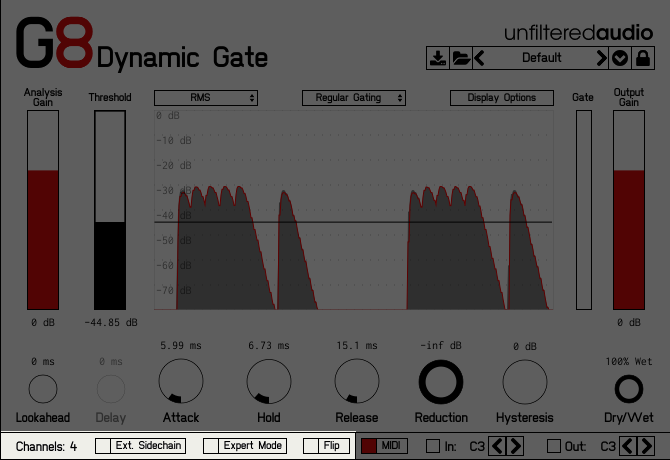 G8 Dynamic Gate
unfilteredaudio
Default
Analysis Gain
Threshold
RMS
Regular Gating
Display Options
Gate
Output Gain
0 dB
-10 dB
-20 dB
-30 dB
-40 dB
-50 dB
-60 dB
-70 dB
0 dB
-44.85 dB
0 dB
0 ms
0 ms
5.99 ms
6.73 ms
15.1 ms
-inf dB
0 dB
100% Wet
Lookahead
Delay
Attack
Hold
Release
Reduction
Hysteresis
Dry/Wet
Channels: 4
Ext. Sidechain
Expert Mode
Flip
MIDI
In: C3
Out: C3